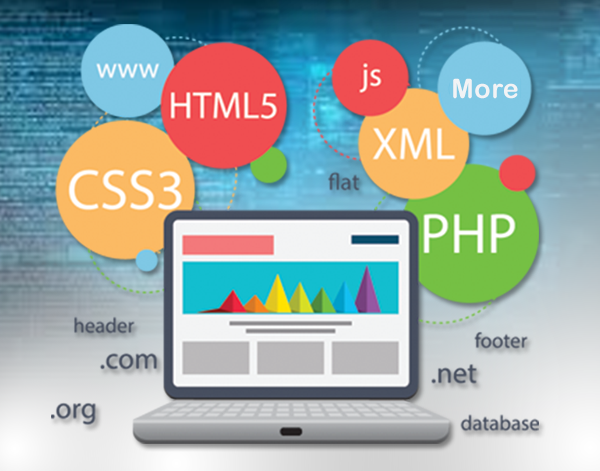 www
HTML5
js
More
CSS3
XML
flat
PHP
header
footer
.com
.net
.org
database